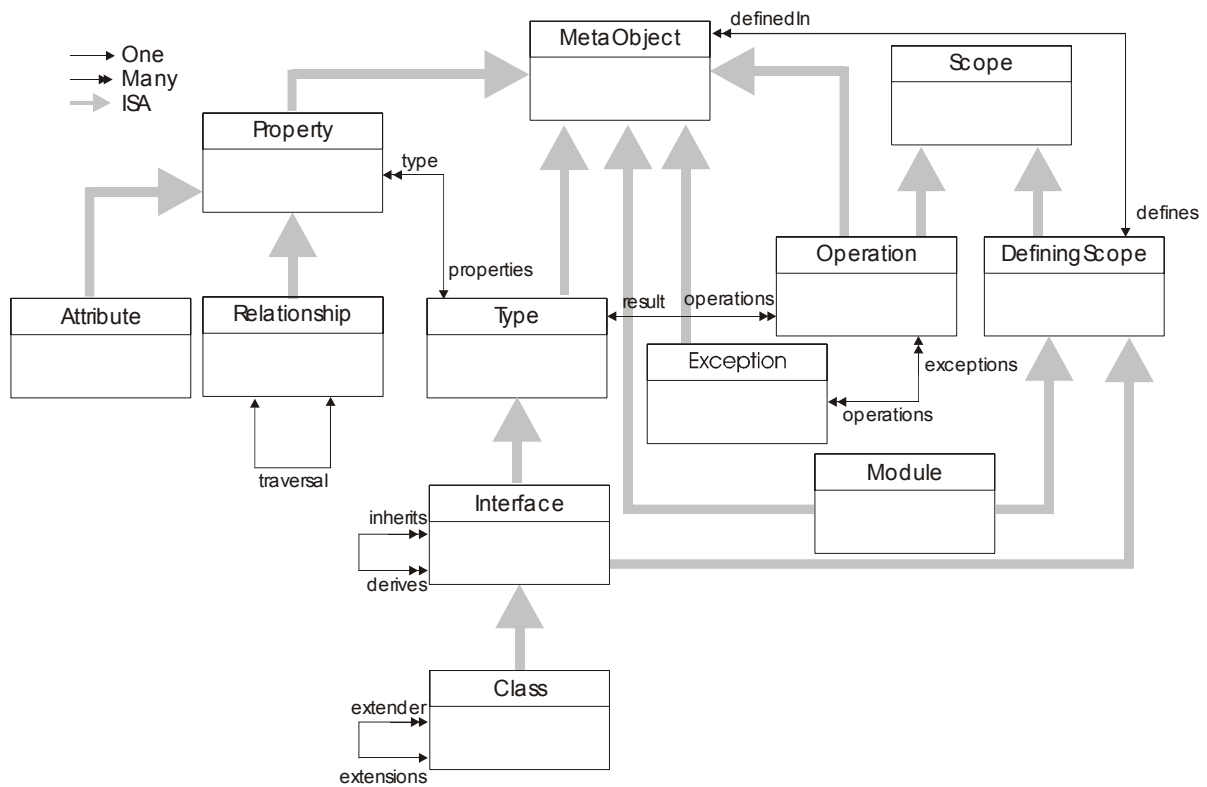 One
Many
ISA
MetaObject
definedIn
Scope
Property
type
defines
properties
Operation
DefiningScope
Attribute
Relationship
Type
result
operations
Exception
exceptions
operations
traversal
Module
Interface
inherits
derives
Class
extender
extensions